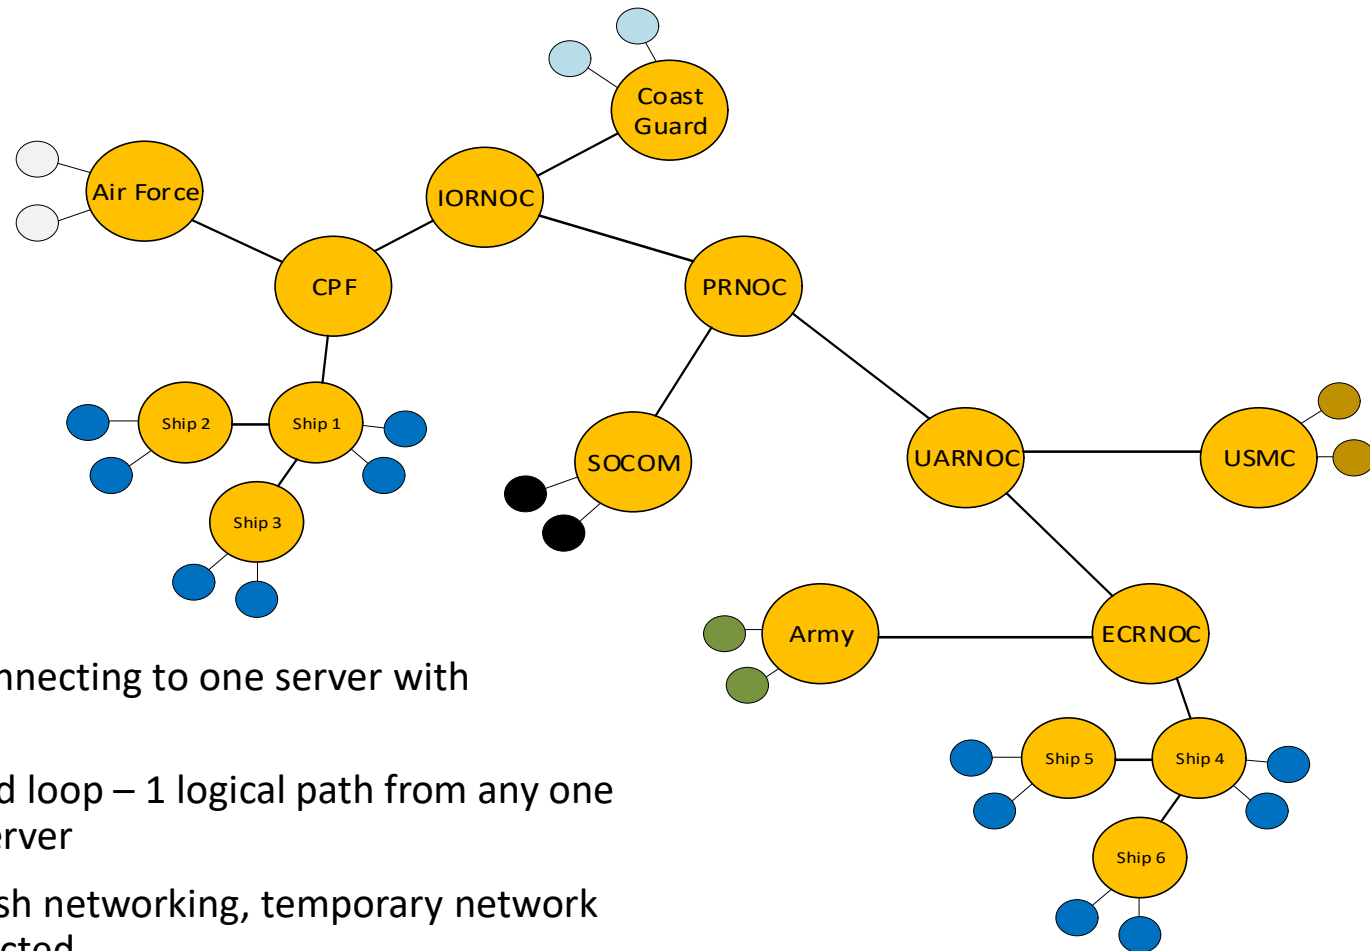 Coast
Guard
Air Force
IORNOC
CPF
PRNOC
Ship 2
Ship 1
SOCOM
UARNOC
USMC
Ship 3
Army
ECRNOC
nnecting to one server with
Ship 5
Ship 4
d loop – 1 logical path from any one
erver
Ship 6
sh networking, temporary network
cted